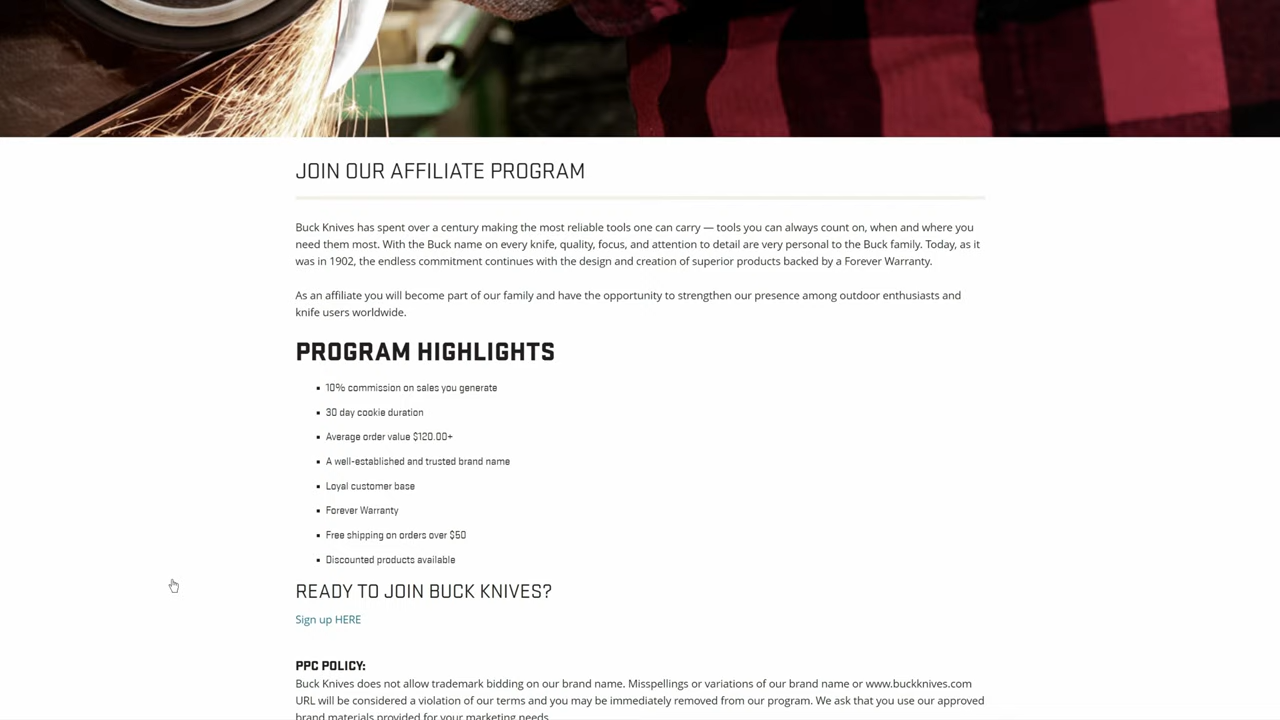 JOIN OUR AFFILIATE PROGRAM
Buck Knives has spent over a century making the most reliable tools one can carry — tools you can always count on, when and where you
need them most. With the Buck name on every knife, quality, focus, and attention to detail are very personal to the Buck family. Today, as it
was in 1902, the endless commitment continues with the design and creation of superior products backed by a Forever Warranty.
As an affiliate you will become part of our family and have the opportunity to strengthen our presence among outdoor enthusiasts and
knife users worldwide.
PROGRAM HIGHLIGHTS
▪ 10% commission on sales you generate
▪ 30 day cookie duration
▪ Average order value $120.00+
▪ A well-established and trusted brand name
▪ Loyal customer base
▪ Forever Warranty
▪ Free shipping on orders over $50
▪ Discounted products available
READY TO JOIN BUCK KNIVES?
Sign up HERE
PPC POLICY:
Buck Knives does not allow trademark bidding on our brand name. Misspellings or variations of our brand name or www.buckknives.com
URL will be considered a violation of our terms and you may be immediately removed from our program. We ask that you use our approved
brand materials provided for your marketing needs.